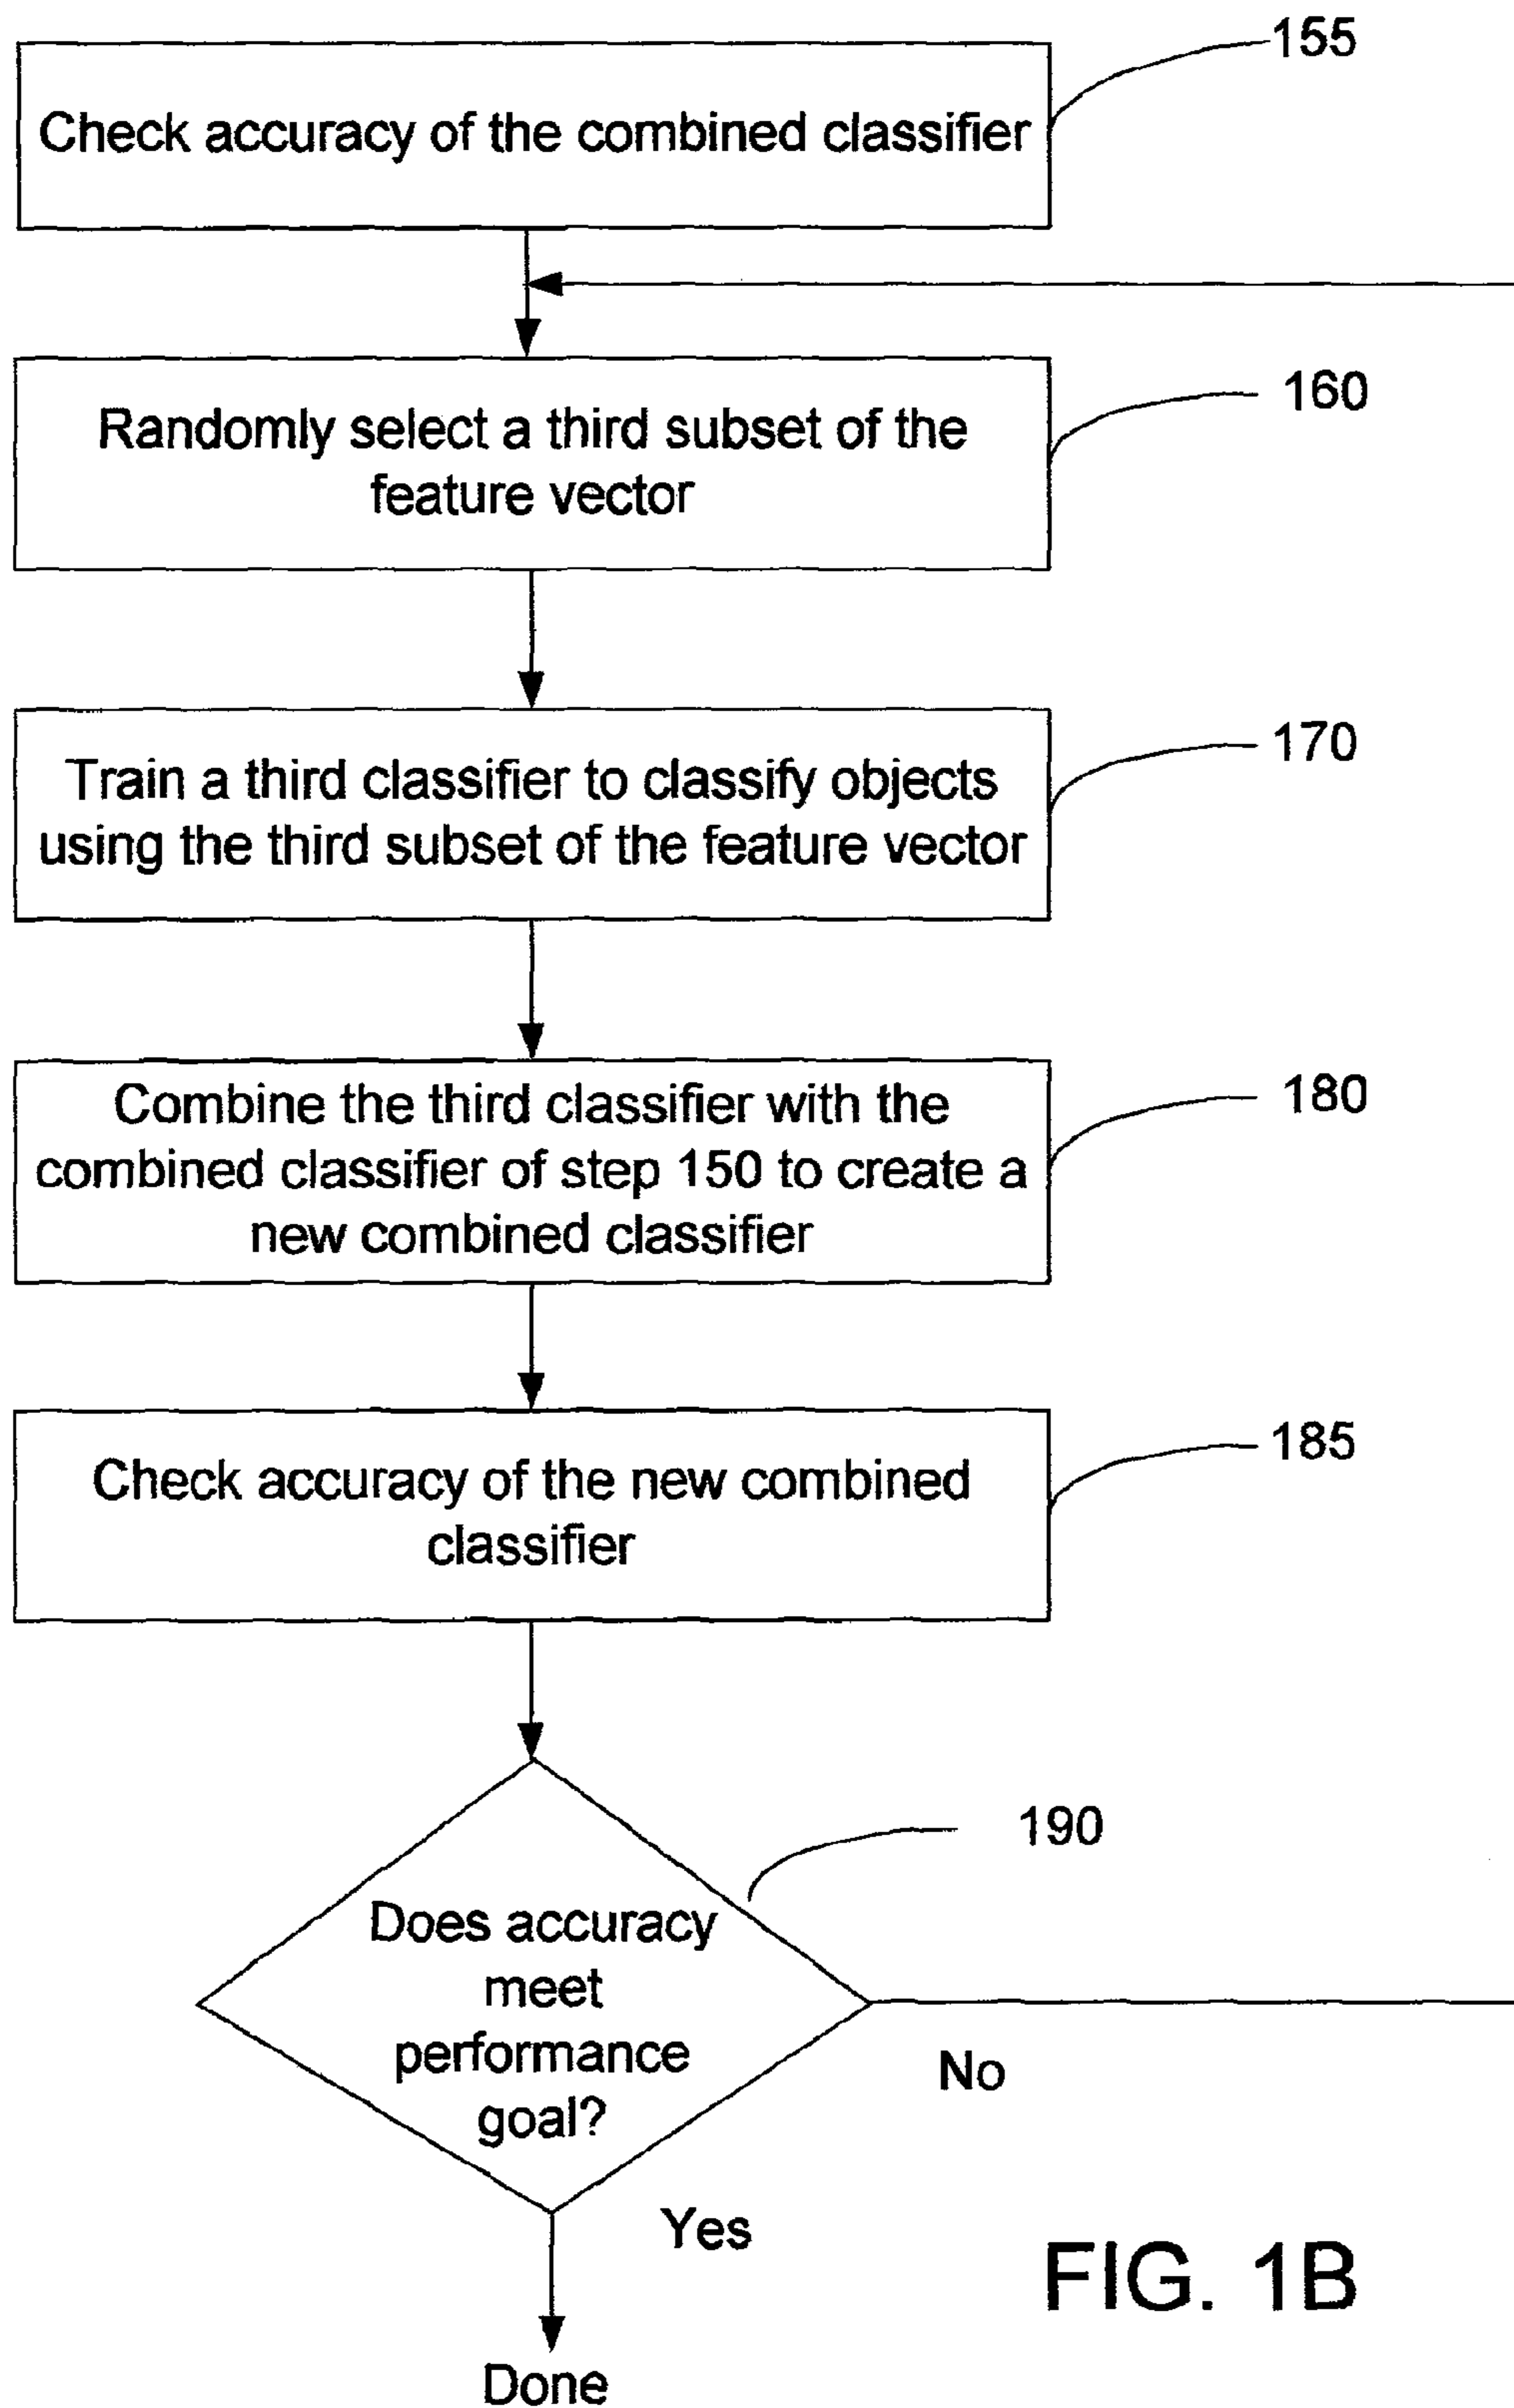 155
Check accuracy of the combined classifier
160
Randomly select a third subset of the
feature vector
170
Train a third classifier to classify objects
using the third subset of the feature vector
180
Combine the third classifier with the
combined classifier of step 150 to create a
new combined classifier
185
Check accuracy of the new combined
classifier
190
Does accuracy
meet
performance
goal?
No
Yes
FIG. 1B
Done